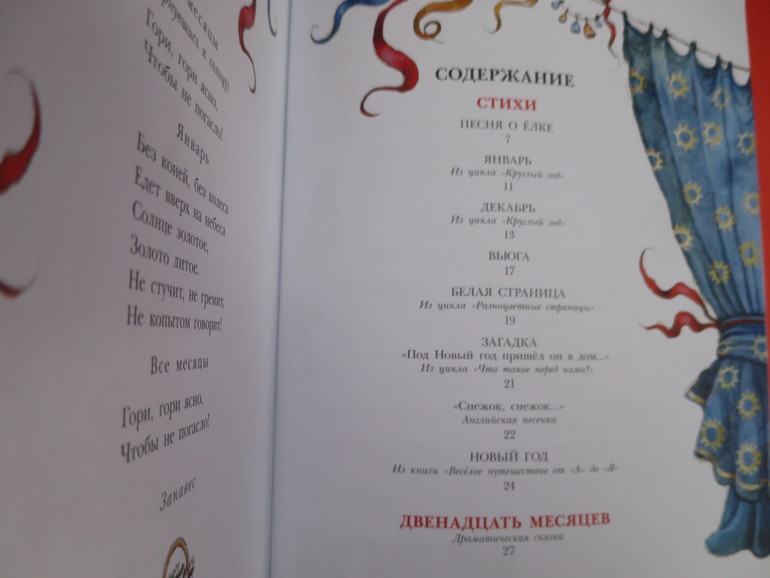 месяцы
к солнцу)
Гори, гори ясно,
Чтобы не погасло!
Январь
Без коней, без колеса
Едет вверх на небеса
Солнце золотое,
Золото литое.
Не стучит, не гремит,
Не копытом говорит!
Все месяцы
Гори, гори ясно,
Чтобы не погасло!
Занавес
СОДЕРЖАНИЕ
СТИХИ
ПЕСНЯ О ЁЛКЕ
7
ЯНВАРЬ
Из цикла «Круглый год»
11
ДЕКАБРЬ
Из цикла «Круглый год»
13
ВЬЮГА
17
БЕЛАЯ СТРАНИЦА
Из цикла «Разноцветные страницы»
19
ЗАГАДКА
«Под Новый год пришёл он в дом...»
Из цикла «Что такое перед нами?»
21
«Снежок, снежок...»
Английская песенка
22
НОВЫЙ ГОД
Из книги «Весёлое путешествие от «А» до «Я»
24
ДВЕНАДЦАТЬ МЕСЯЦЕВ
Драматическая сказка
27